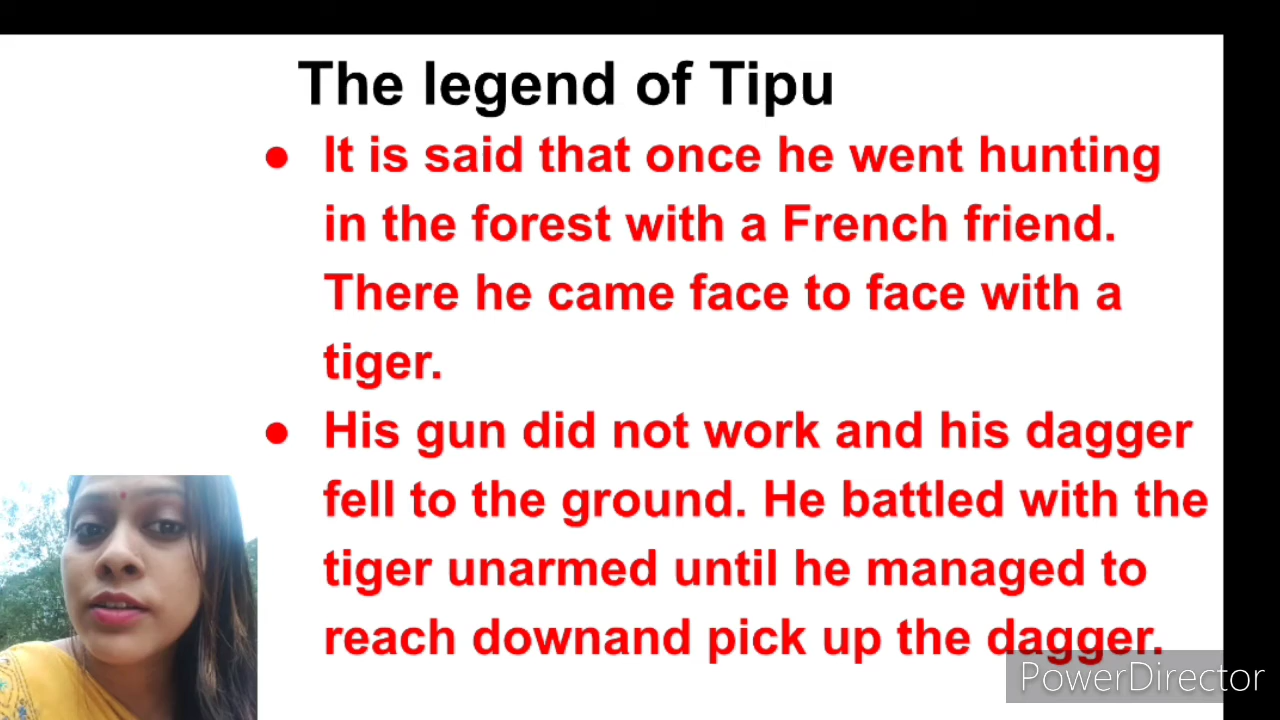 The legend of Tipu
● It is said that once he went hunting
in the forest with a French friend.
There he came face to face with a
tiger.
● His gun did not work and his dagger
fell to the ground. He battled with the
tiger unarmed until he managed to
reach downand pick up the dagger.
PowerDirector